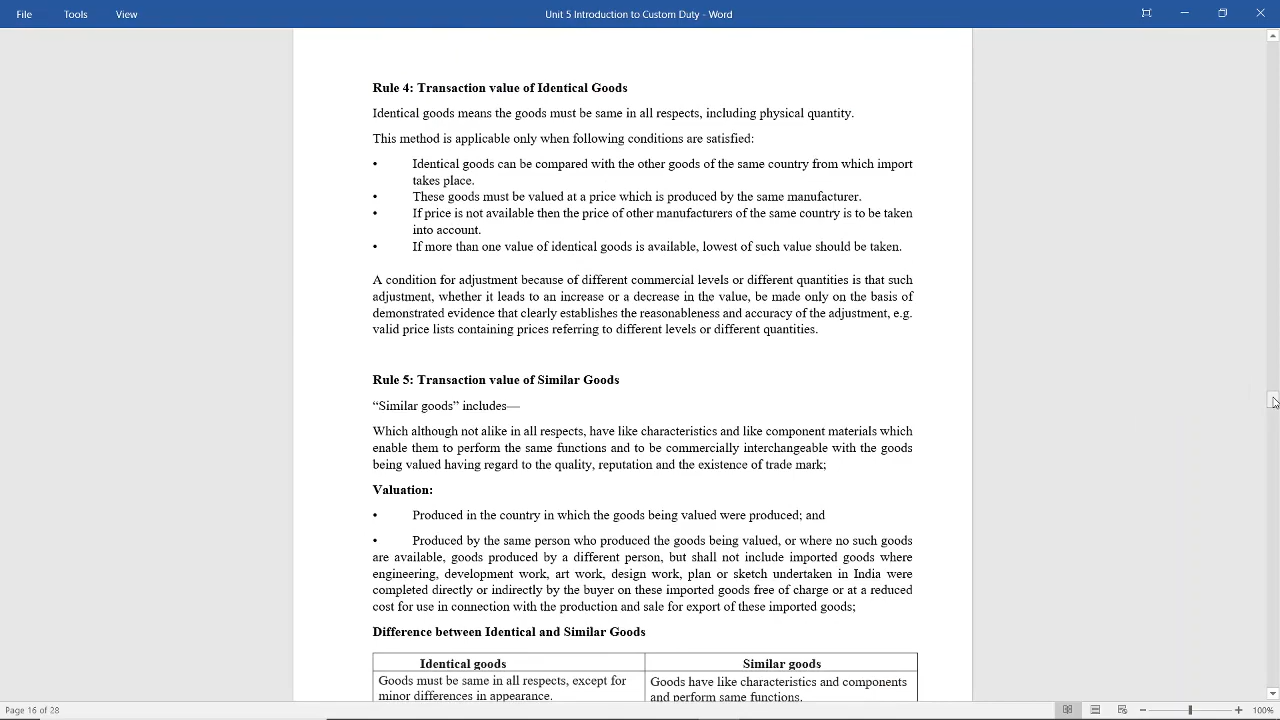 File Tools View Unit 5 Introduction to Custom Duty - Word
Rule 4: Transaction value of Identical Goods
Identical goods means the goods must be same in all respects, including physical quantity.
This method is applicable only when following conditions are satisfied:
• Identical goods can be compared with the other goods of the same country from which import
takes place.
• These goods must be valued at a price which is produced by the same manufacturer.
• If price is not available then the price of other manufacturers of the same country is to be taken
into account.
• If more than one value of identical goods is available, lowest of such value should be taken.
A condition for adjustment because of different commercial levels or different quantities is that such
adjustment, whether it leads to an increase or a decrease in the value, be made only on the basis of
demonstrated evidence that clearly establishes the reasonableness and accuracy of the adjustment, e.g.
valid price lists containing prices referring to different levels or different quantities.
Rule 5: Transaction value of Similar Goods
“Similar goods” includes—
Which although not alike in all respects, have like characteristics and like component materials which
enable them to perform the same functions and to be commercially interchangeable with the goods
being valued having regard to the quality, reputation and the existence of trade mark;
Valuation:
• Produced in the country in which the goods being valued were produced; and
• Produced by the same person who produced the goods being valued, or where no such goods
are available, goods produced by a different person, but shall not include imported goods where
engineering, development work, art work, design work, plan or sketch undertaken in India were
completed directly or indirectly by the buyer on these imported goods free of charge or at a reduced
cost for use in connection with the production and sale for export of these imported goods;
Difference between Identical and Similar Goods
Identical goods Similar goods
Goods must be same in all respects, except for
minor differences in appearance.
Goods have like characteristics and components
and perform same functions.
Page 16 of 28 100%